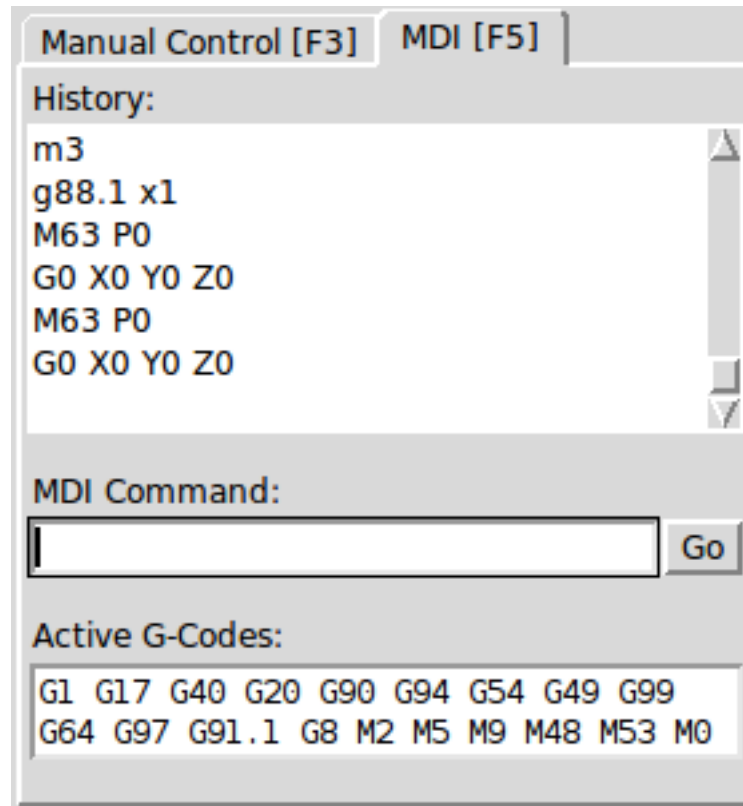 Manual Control [F3] MDI [F5]
History:
m3
g88.1 x1
M63 P0
G0 X0 Y0 Z0
M63 P0
G0 X0 Y0 Z0
MDI Command:
Go
Active G-Codes:
G1 G17 G40 G20 G90 G94 G54 G49 G99
G64 G97 G91.1 G8 M2 M5 M9 M48 M53 M0